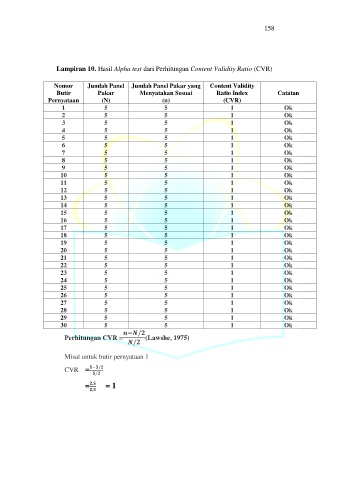 158
Lampiran 10. Hasil Alpha test dari Perhitungan Content Validity Ratio (CVR)
Nomor Butir Pernyataan | Jumlah Panel Pakar (N) | Jumlah Panel Pakar yang Menyatakan Sesuai (n) | Content Validity Ratio Index (CVR) | Catatan
1 5 5 1 Ok
2 5 5 1 Ok
3 5 5 1 Ok
4 5 5 1 Ok
5 5 5 1 Ok
6 5 5 1 Ok
7 5 5 1 Ok
8 5 5 1 Ok
9 5 5 1 Ok
10 5 5 1 Ok
11 5 5 1 Ok
12 5 5 1 Ok
13 5 5 1 Ok
14 5 5 1 Ok
15 5 5 1 Ok
16 5 5 1 Ok
17 5 5 1 Ok
18 5 5 1 Ok
19 5 5 1 Ok
20 5 5 1 Ok
21 5 5 1 Ok
22 5 5 1 Ok
23 5 5 1 Ok
24 5 5 1 Ok
25 5 5 1 Ok
26 5 5 1 Ok
27 5 5 1 Ok
28 5 5 1 Ok
29 5 5 1 Ok
30 5 5 1 Ok
Perhitungan CVR = n−N/2 / N/2 (Lawshe, 1975)
Misal untuk butir pernyataan 1
CVR = 5−5/2 / 5/2
= 2,5 / 2,5 = 1